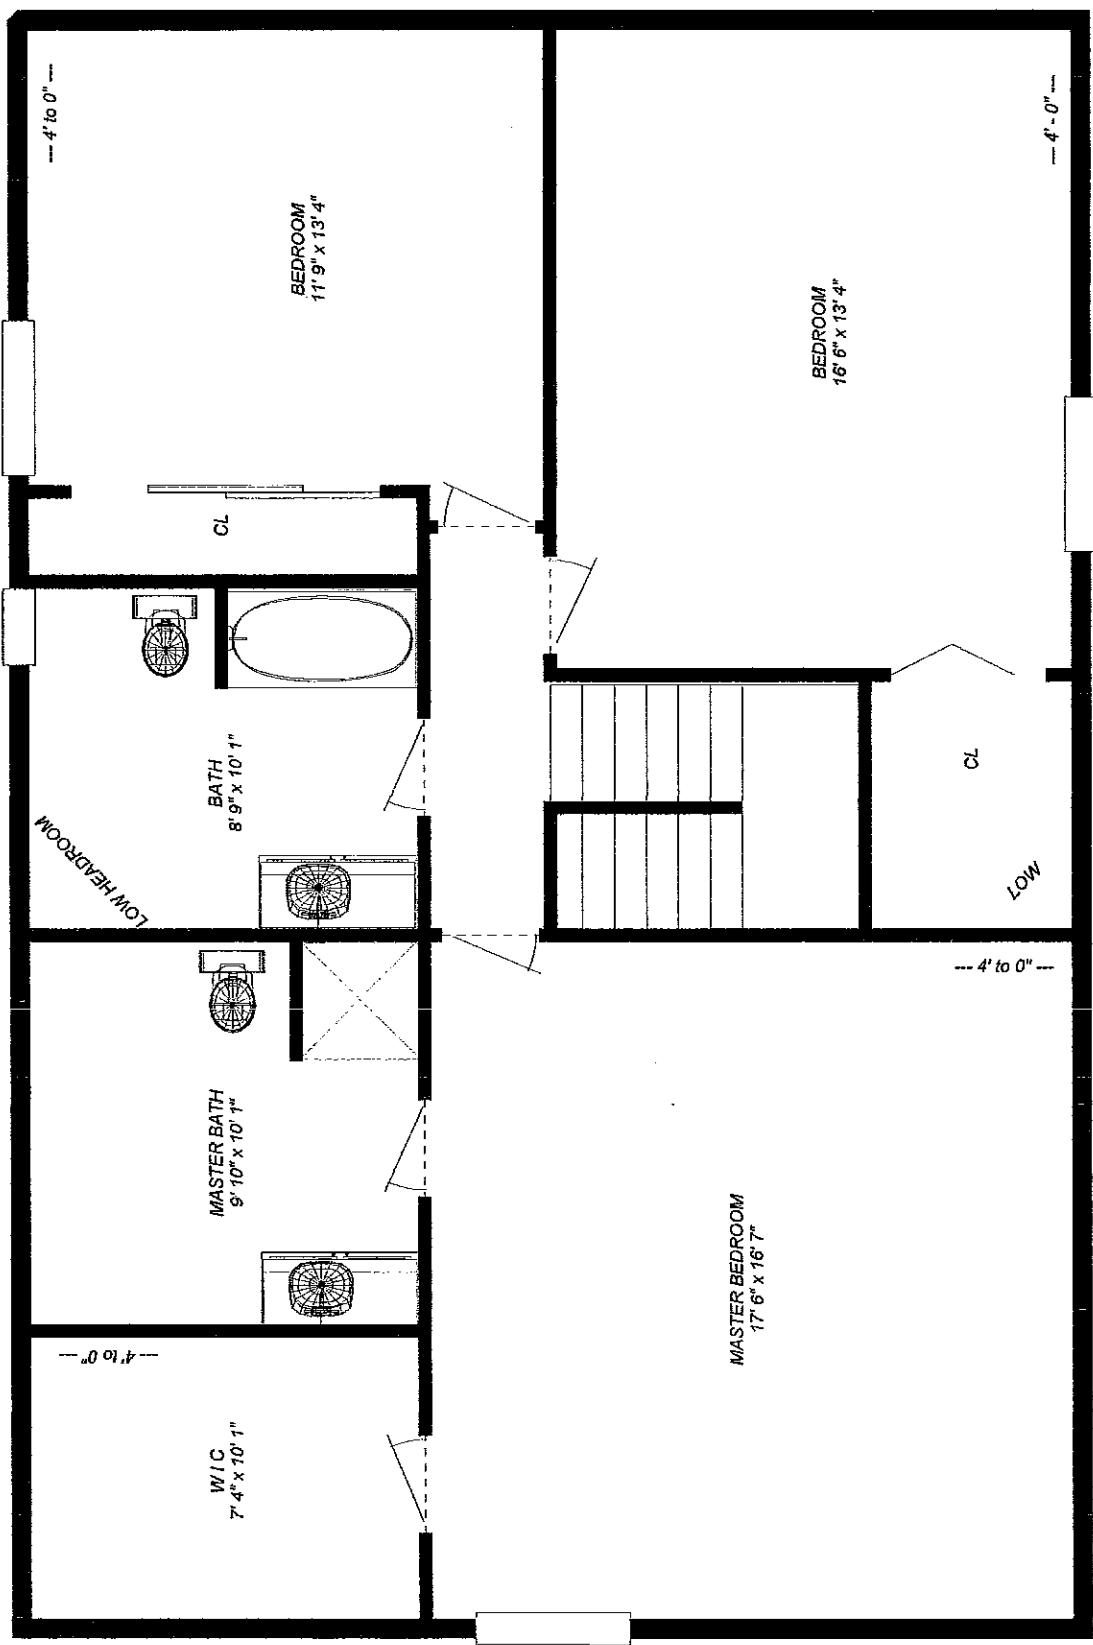 --- 4' to 0" ---
BEDROOM
11' 9" x 13' 4"
--- 4' - 0" ---
BEDROOM
16' 6" x 13' 4"
CL
BATH
8' 9" x 10' 1"
LOW HEADROOM
CL
LOW
MASTER BATH
9' 10" x 10' 1"
--- 4' to 0" ---
MASTER BEDROOM
17' 6" x 16' 7"
--- 4' to 0" ---
W I C
7' 4" x 10' 1"